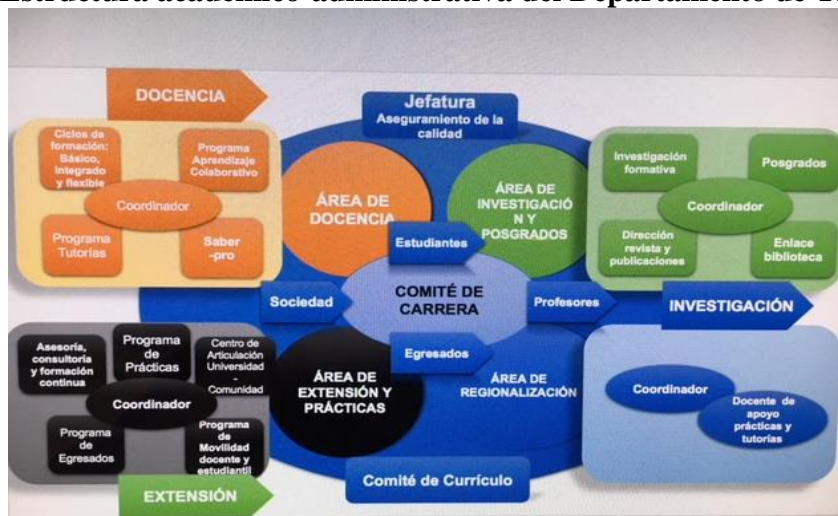 Estructura académico-administrativa del Departamento de
DOCENCIA
Ciclos de
formación:
Básico,
Integrado
y flexible
Programa
Aprendizaje
Colaborativo
Coordinador
Programa
Tutorías
Saber
-pro
Jefatura
Aseguramiento de la
calidad
ÁREA DE
DOCENCIA
ÁREA DE
INVESTIGACIÓ
N Y
POSGRADOS
Estudiantes
Sociedad
COMITÉ DE
CARRERA
Profesores
Egresados
ÁREA DE
EXTENSIÓN Y
PRÁCTICAS
ÁREA DE
REGIONALIZACIÓN
Comité de Currículo
Investigación
formativa
Posgrados
Coordinador
Dirección
revista y
publicaciones
Enlace
biblioteca
INVESTIGACIÓN
Coordinador
Docente de
apoyo
prácticas y
tutorías
Asesoría,
consultoría
y formación
continua
Programa
de
Prácticas
Centro de
Articulación
Universidad
-
Comunidad
Coordinador
Programa
de
Egresados
Programa
de
Movilidad
docente y
estudiantil
EXTENSIÓN